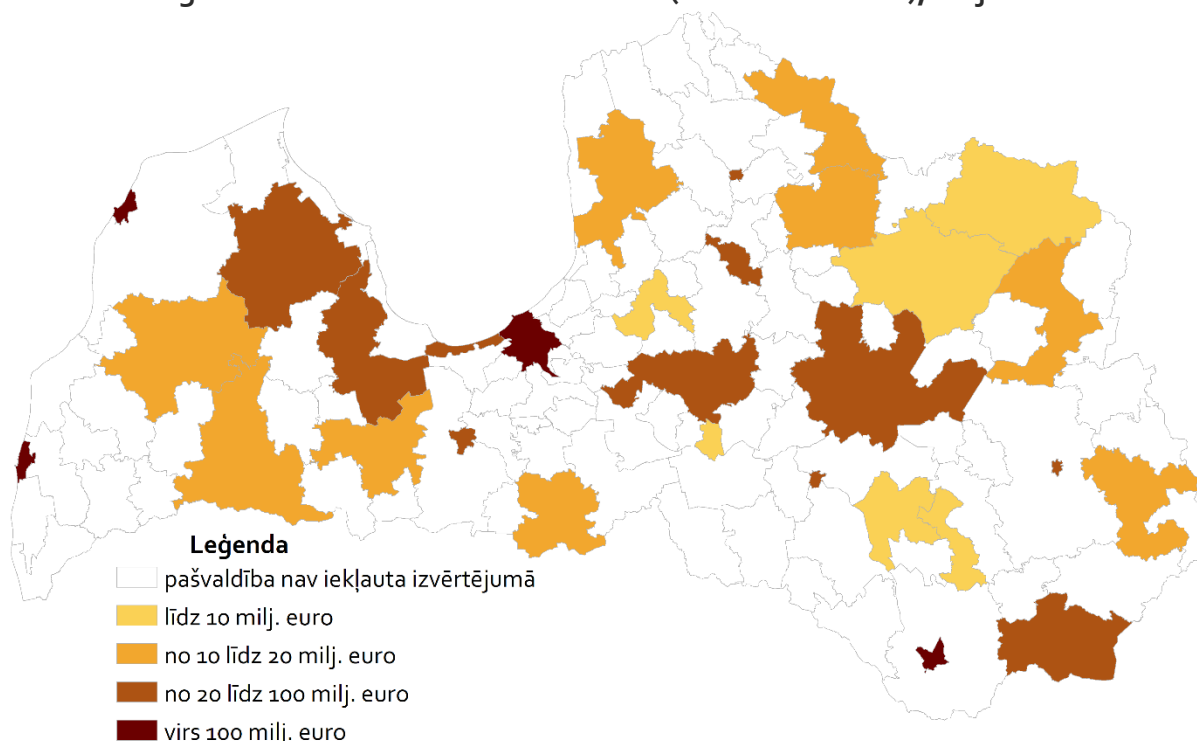 Leģenda
pašvaldība nav iekļauta izvērtējumā
līdz 10 milj. euro
no 10 līdz 20 milj. euro
no 20 līdz 100 milj. euro
virs 100 milj. euro